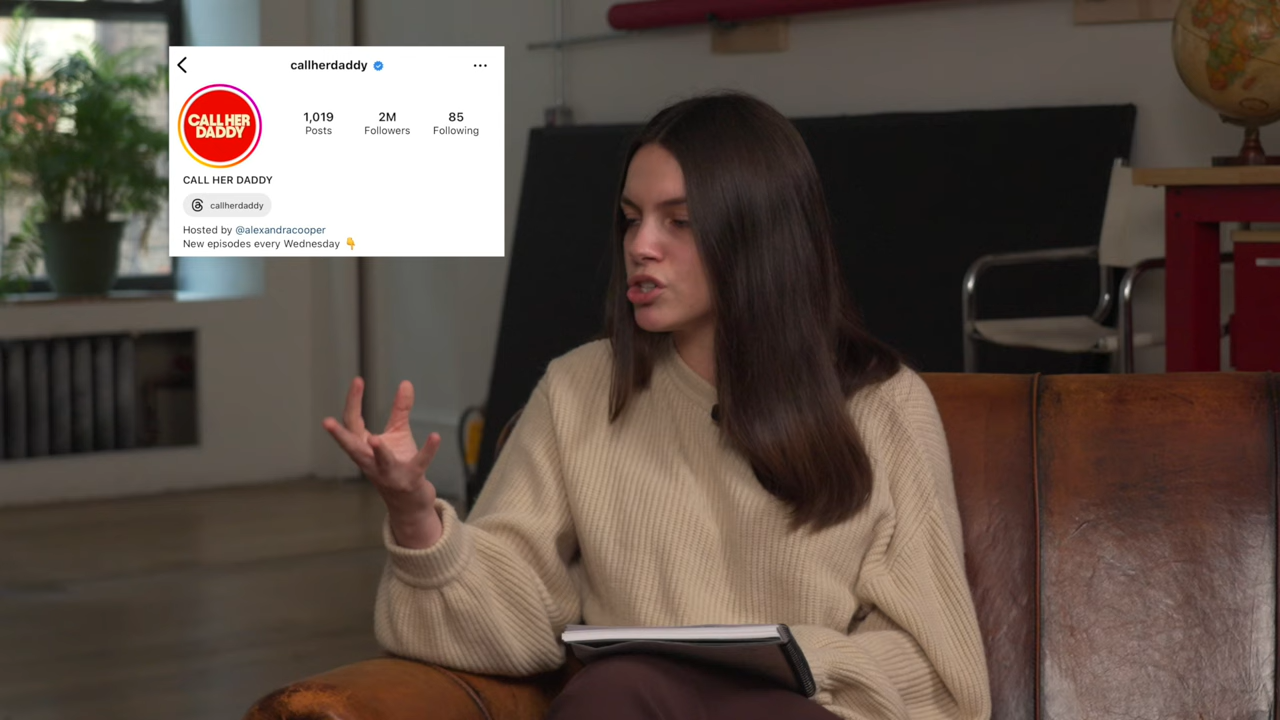 callherdaddy
CALL HER
DADDY
1,019 2M 85
Posts Followers Following
CALL HER DADDY
callherdaddy
Hosted by @alexandracooper
New episodes every Wednesday 👇